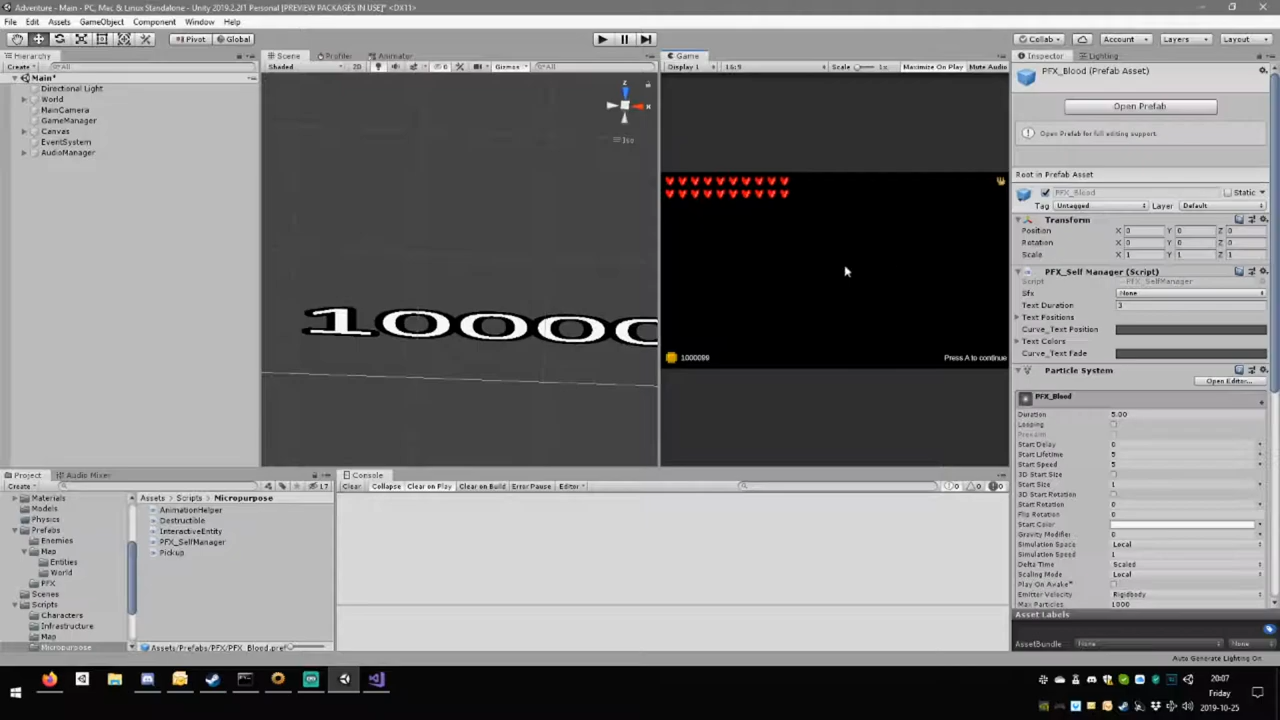 Adventure - Main - PC, Mac & Linux Standalone - Unity 2019.2.2f1 Personal [PREVIEW PACKAGES IN USE]* <DX11>
File Edit Assets GameObject Component Window Help
Pivot Global Collab Account Layers Layout
Hierarchy Scene Profiler Animator Game Inspector Lighting
Create All Shaded 2D Gizmos All Display 1 16:9 Scale 1x Maximize On Play Mute Audio
PFX_Blood (Prefab Asset)
Main*
Directional Light
World
MainCamera
GameManager
Canvas
EventSystem
AudioManager
Z
X
Iso
10000
1000099
Press A to continue
Open Prefab
Open Prefab for full editing support.
Root in Prefab Asset
PFX_Blood Static
Tag Untagged Layer Default
Transform
Position X 0 Y 0 Z 0
Rotation X 0 Y 0 Z 0
Scale X 1 Y 1 Z 1
PFX_Self Manager (Script)
Script PFX_SelfManager
Sfx None
Text Duration 3
Text Positions
Curve_Text Position
Text Colors
Curve_Text Fade
Particle System
Open Editor...
PFX_Blood
Duration 5.00
Looping
Prewarm
Start Delay 0
Start Lifetime 5
Start Speed 5
3D Start Size
Start Size 1
3D Start Rotation
Start Rotation 0
Flip Rotation 0
Start Color
Gravity Modifier 0
Simulation Space Local
Simulation Speed 1
Delta Time Scaled
Scaling Mode Local
Play On Awake*
Emitter Velocity Rigidbody
Max Particles 1000
Asset Labels
AssetBundle None None
Auto Generate Lighting On
Project Audio Mixer
Create 17
Materials
Models
Physics
Prefabs
Enemies
Map
Entities
World
PFX
Scenes
Scripts
Characters
Infrastructure
Map
Micropurpose
Assets Scripts Micropurpose
AnimationHelper
Destructible
InteractiveEntity
PFX_SelfManager
Pickup
Assets/Prefabs/PFX/PFX_Blood.pref
Console
Clear Collapse Clear on Play Clear on Build Error Pause Editor 0 0 0
20:07
Friday
2019-10-25